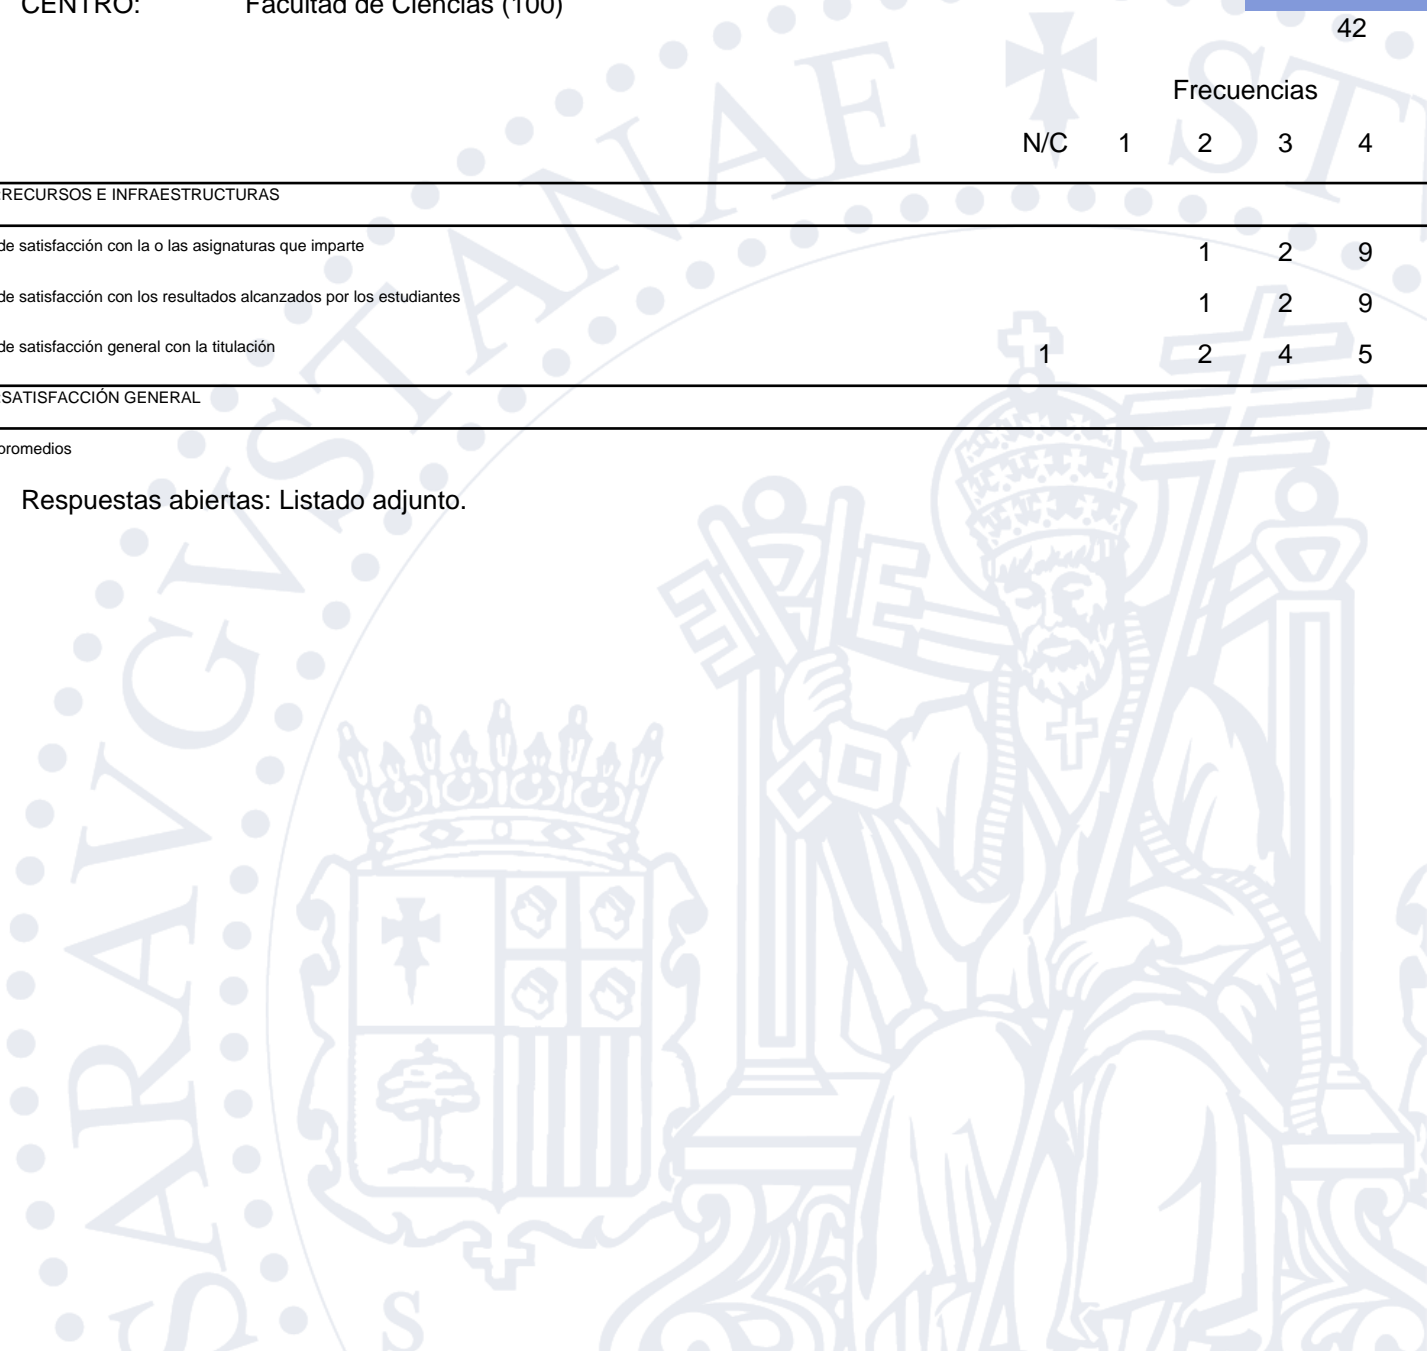 CENTRO: Facultad de Ciencias (100)
42
Frecuencias
N/C 1 2 3 4
RECURSOS E INFRAESTRUCTURAS
de satisfacción con la o las asignaturas que imparte 1 2 9
de satisfacción con los resultados alcanzados por los estudiantes 1 2 9
de satisfacción general con la titulación 1 2 4 5
SATISFACCIÓN GENERAL
promedios
Respuestas abiertas: Listado adjunto.